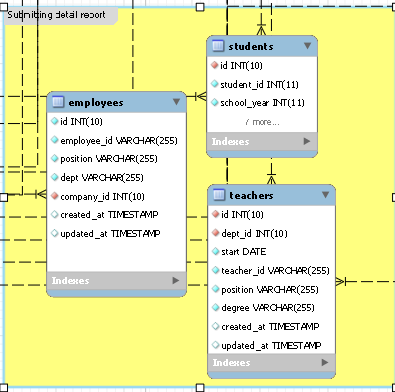 Submitting detail report
students
id INT(10)
student_id INT(11)
school_year INT(11)
7 more...
Indexes
employees
id INT(10)
employee_id VARCHAR(255)
position VARCHAR(255)
dept VARCHAR(255)
company_id INT(10)
created_at TIMESTAMP
updated_at TIMESTAMP
Indexes
teachers
id INT(10)
dept_id INT(10)
start DATE
teacher_id VARCHAR(255)
position VARCHAR(255)
degree VARCHAR(255)
created_at TIMESTAMP
updated_at TIMESTAMP
Indexes